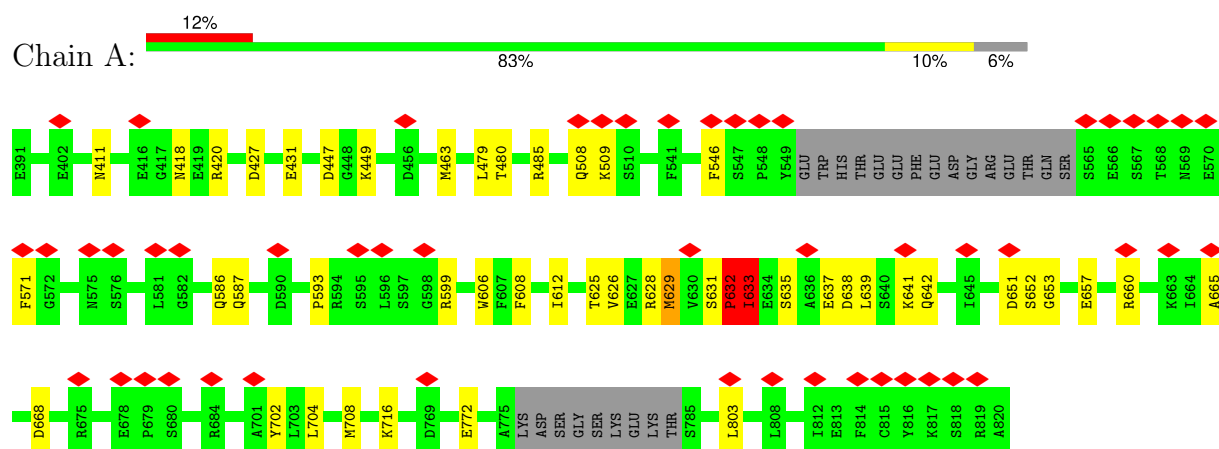 12%
Chain A:
83% 10% 6%
E391 E402 N411 E416 G417 N418 E419 R420 D427 E431 D447 G448 K449 D456 M463 L479 T480 R485 Q508 K509 S510 F541 F546 S547 P548 Y549 GLU TRP HIS THR GLU GLU PHE GLU ASP GLY ARG GLU THR GLN SER S565 E566 S567 T568 N569 E570
F571 G572 N575 S576 L581 G582 Q586 Q587 D590 P593 R594 S595 L596 S597 G598 R599 W606 F607 F608 I612 T625 V626 E627 R628 M629 V630 S631 P632 I633 E634 S635 A636 E637 D638 L639 S640 K641 Q642 I645 D651 S652 G653 E657 R660 K663 I664 A665
D668 R675 E678 P679 S680 R684 A701 Y702 L703 L704 M708 K716 D769 E772 A775 LYS ASP SER GLY SER LYS GLU LYS THR S785 L803 L808 I812 E813 F814 C815 Y816 K817 S818 R819 A820